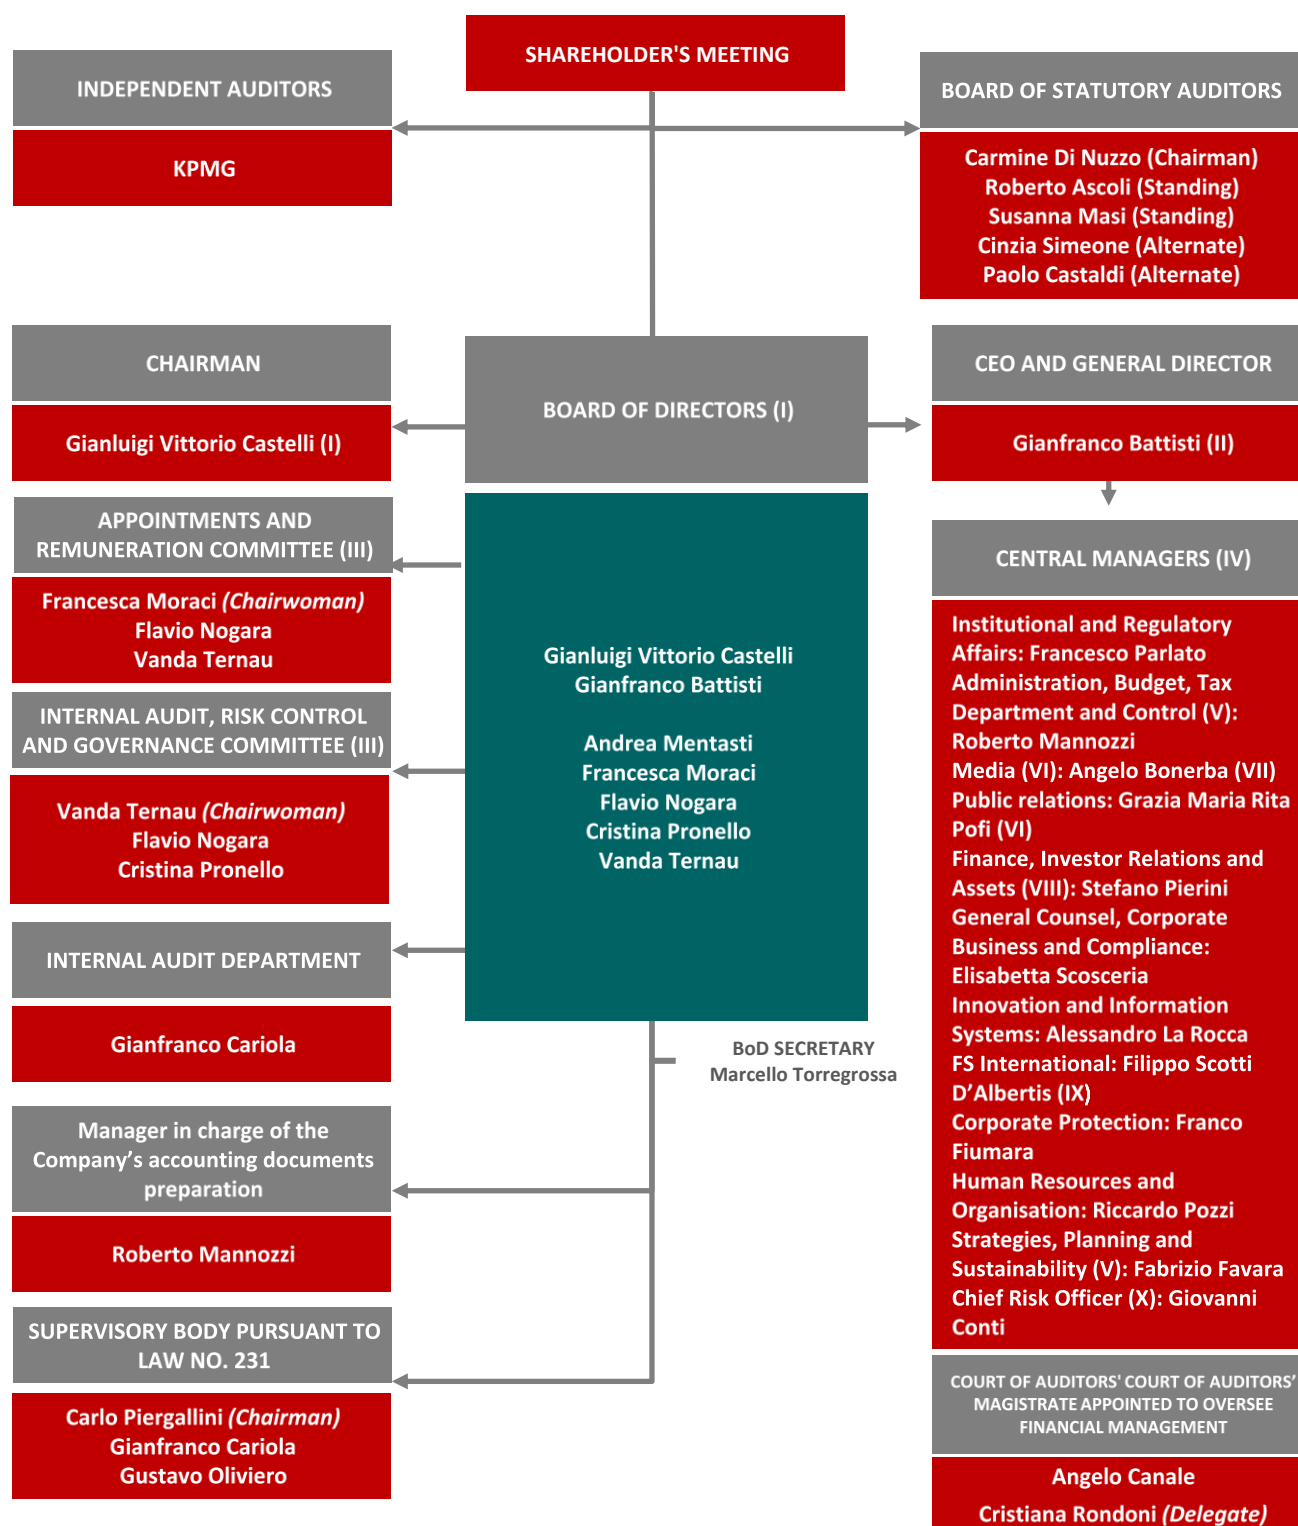 SHAREHOLDER'S MEETING
INDEPENDENT AUDITORS
KPMG
BOARD OF STATUTORY AUDITORS
Carmine Di Nuzzo (Chairman)
Roberto Ascoli (Standing)
Susanna Masi (Standing)
Cinzia Simeone (Alternate)
Paolo Castaldi (Alternate)
CHAIRMAN
Gianluigi Vittorio Castelli (I)
BOARD OF DIRECTORS (I)
CEO AND GENERAL DIRECTOR
Gianfranco Battisti (II)
APPOINTMENTS AND
REMUNERATION COMMITTEE (III)
Francesca Moraci (Chairwoman)
Flavio Nogara
Vanda Ternau
INTERNAL AUDIT, RISK CONTROL
AND GOVERNANCE COMMITTEE (III)
Vanda Ternau (Chairwoman)
Flavio Nogara
Cristina Pronello
INTERNAL AUDIT DEPARTMENT
Gianfranco Cariola
Manager in charge of the
Company’s accounting documents
preparation
Roberto Mannozzi
SUPERVISORY BODY PURSUANT TO
LAW NO. 231
Carlo Piergallini (Chairman)
Gianfranco Cariola
Gustavo Oliviero
Gianluigi Vittorio Castelli
Gianfranco Battisti
Andrea Mentasti
Francesca Moraci
Flavio Nogara
Cristina Pronello
Vanda Ternau
BoD SECRETARY
Marcello Torregrossa
CENTRAL MANAGERS (IV)
Institutional and Regulatory
Affairs: Francesco Parlato
Administration, Budget, Tax
Department and Control (V):
Roberto Mannozzi
Media (VI): Angelo Bonerba (VII)
Public relations: Grazia Maria Rita
Pofi (VI)
Finance, Investor Relations and
Assets (VIII): Stefano Pierini
General Counsel, Corporate
Business and Compliance:
Elisabetta Scosceria
Innovation and Information
Systems: Alessandro La Rocca
FS International: Filippo Scotti
D’Albertis (IX)
Corporate Protection: Franco
Fiumara
Human Resources and
Organisation: Riccardo Pozzi
Strategies, Planning and
Sustainability (V): Fabrizio Favara
Chief Risk Officer (X): Giovanni
Conti
COURT OF AUDITORS' COURT OF AUDITORS’
MAGISTRATE APPOINTED TO OVERSEE
FINANCIAL MANAGEMENT
Angelo Canale
Cristiana Rondoni (Delegate)